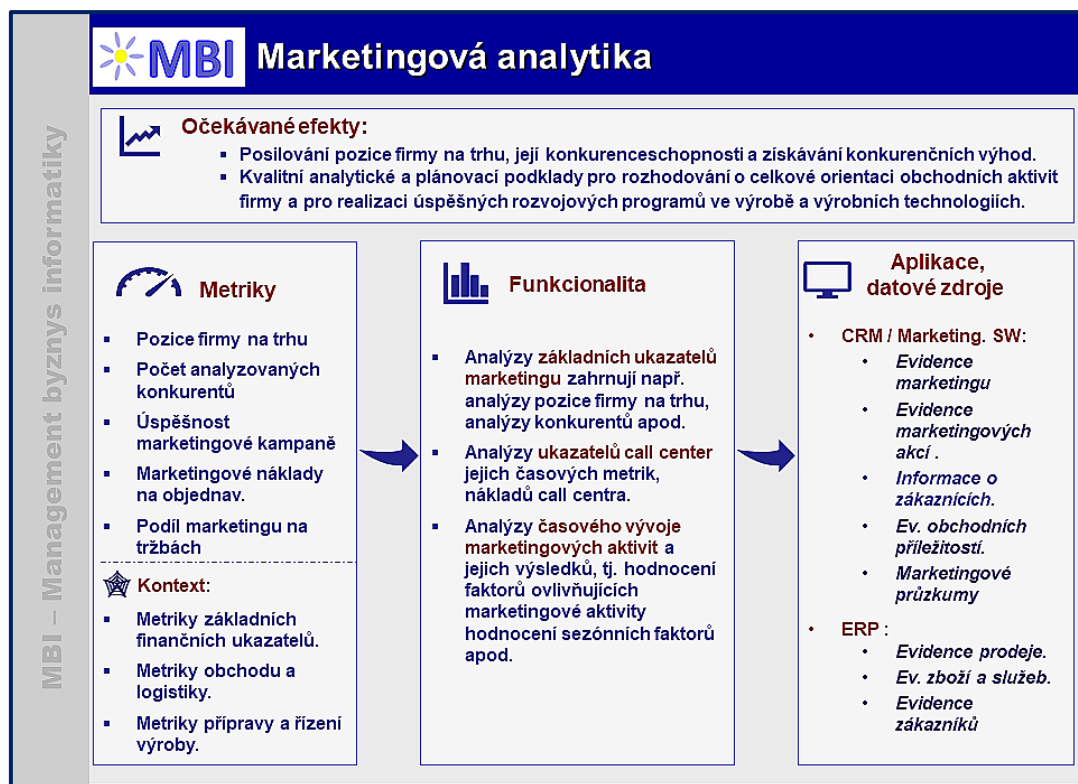 MBI
Marketingová analytika
MBI – Management byznys informatiky
Očekávané efekty:
▪ Posilování pozice firmy na trhu, její konkurenceschopnosti a získávání konkurenčních výhod.
▪ Kvalitní analytické a plánovací podklady pro rozhodování o celkové orientaci obchodních aktivit
firmy a pro realizaci úspěšných rozvojových programů ve výrobě a výrobních technologiích.
Metriky
▪ Pozice firmy na trhu
▪ Počet analyzovaných
konkurentů
▪ Úspěšnost
marketingové kampaně
▪ Marketingové náklady
na objednav.
▪ Podíl marketingu na
tržbách
Kontext:
▪ Metriky základních
finančních ukazatelů.
▪ Metriky obchodu a
logistiky.
▪ Metriky přípravy a řízení
výroby.
Funkcionalita
▪ Analýzy základních ukazatelů
marketingu zahrnují např.
analýzy pozice firmy na trhu,
analýzy konkurentů apod.
▪ Analýzy ukazatelů call center
jejich časových metrik,
nákladů call centra.
▪ Analýzy časového vývoje
marketingových aktivit a
jejich výsledků, tj. hodnocení
faktorů ovlivňujících
marketingové aktivity
hodnocení sezónních faktorů
apod.
Aplikace,
datové zdroje
• CRM / Marketing. SW:
• Evidence
marketingu
• Evidence
marketingových
akcí .
• Informace o
zákaznících.
• Ev. obchodních
příležitostí.
• Marketingové
průzkumy
• ERP :
• Evidence prodeje.
• Ev. zboží a služeb.
• Evidence
zákazníků